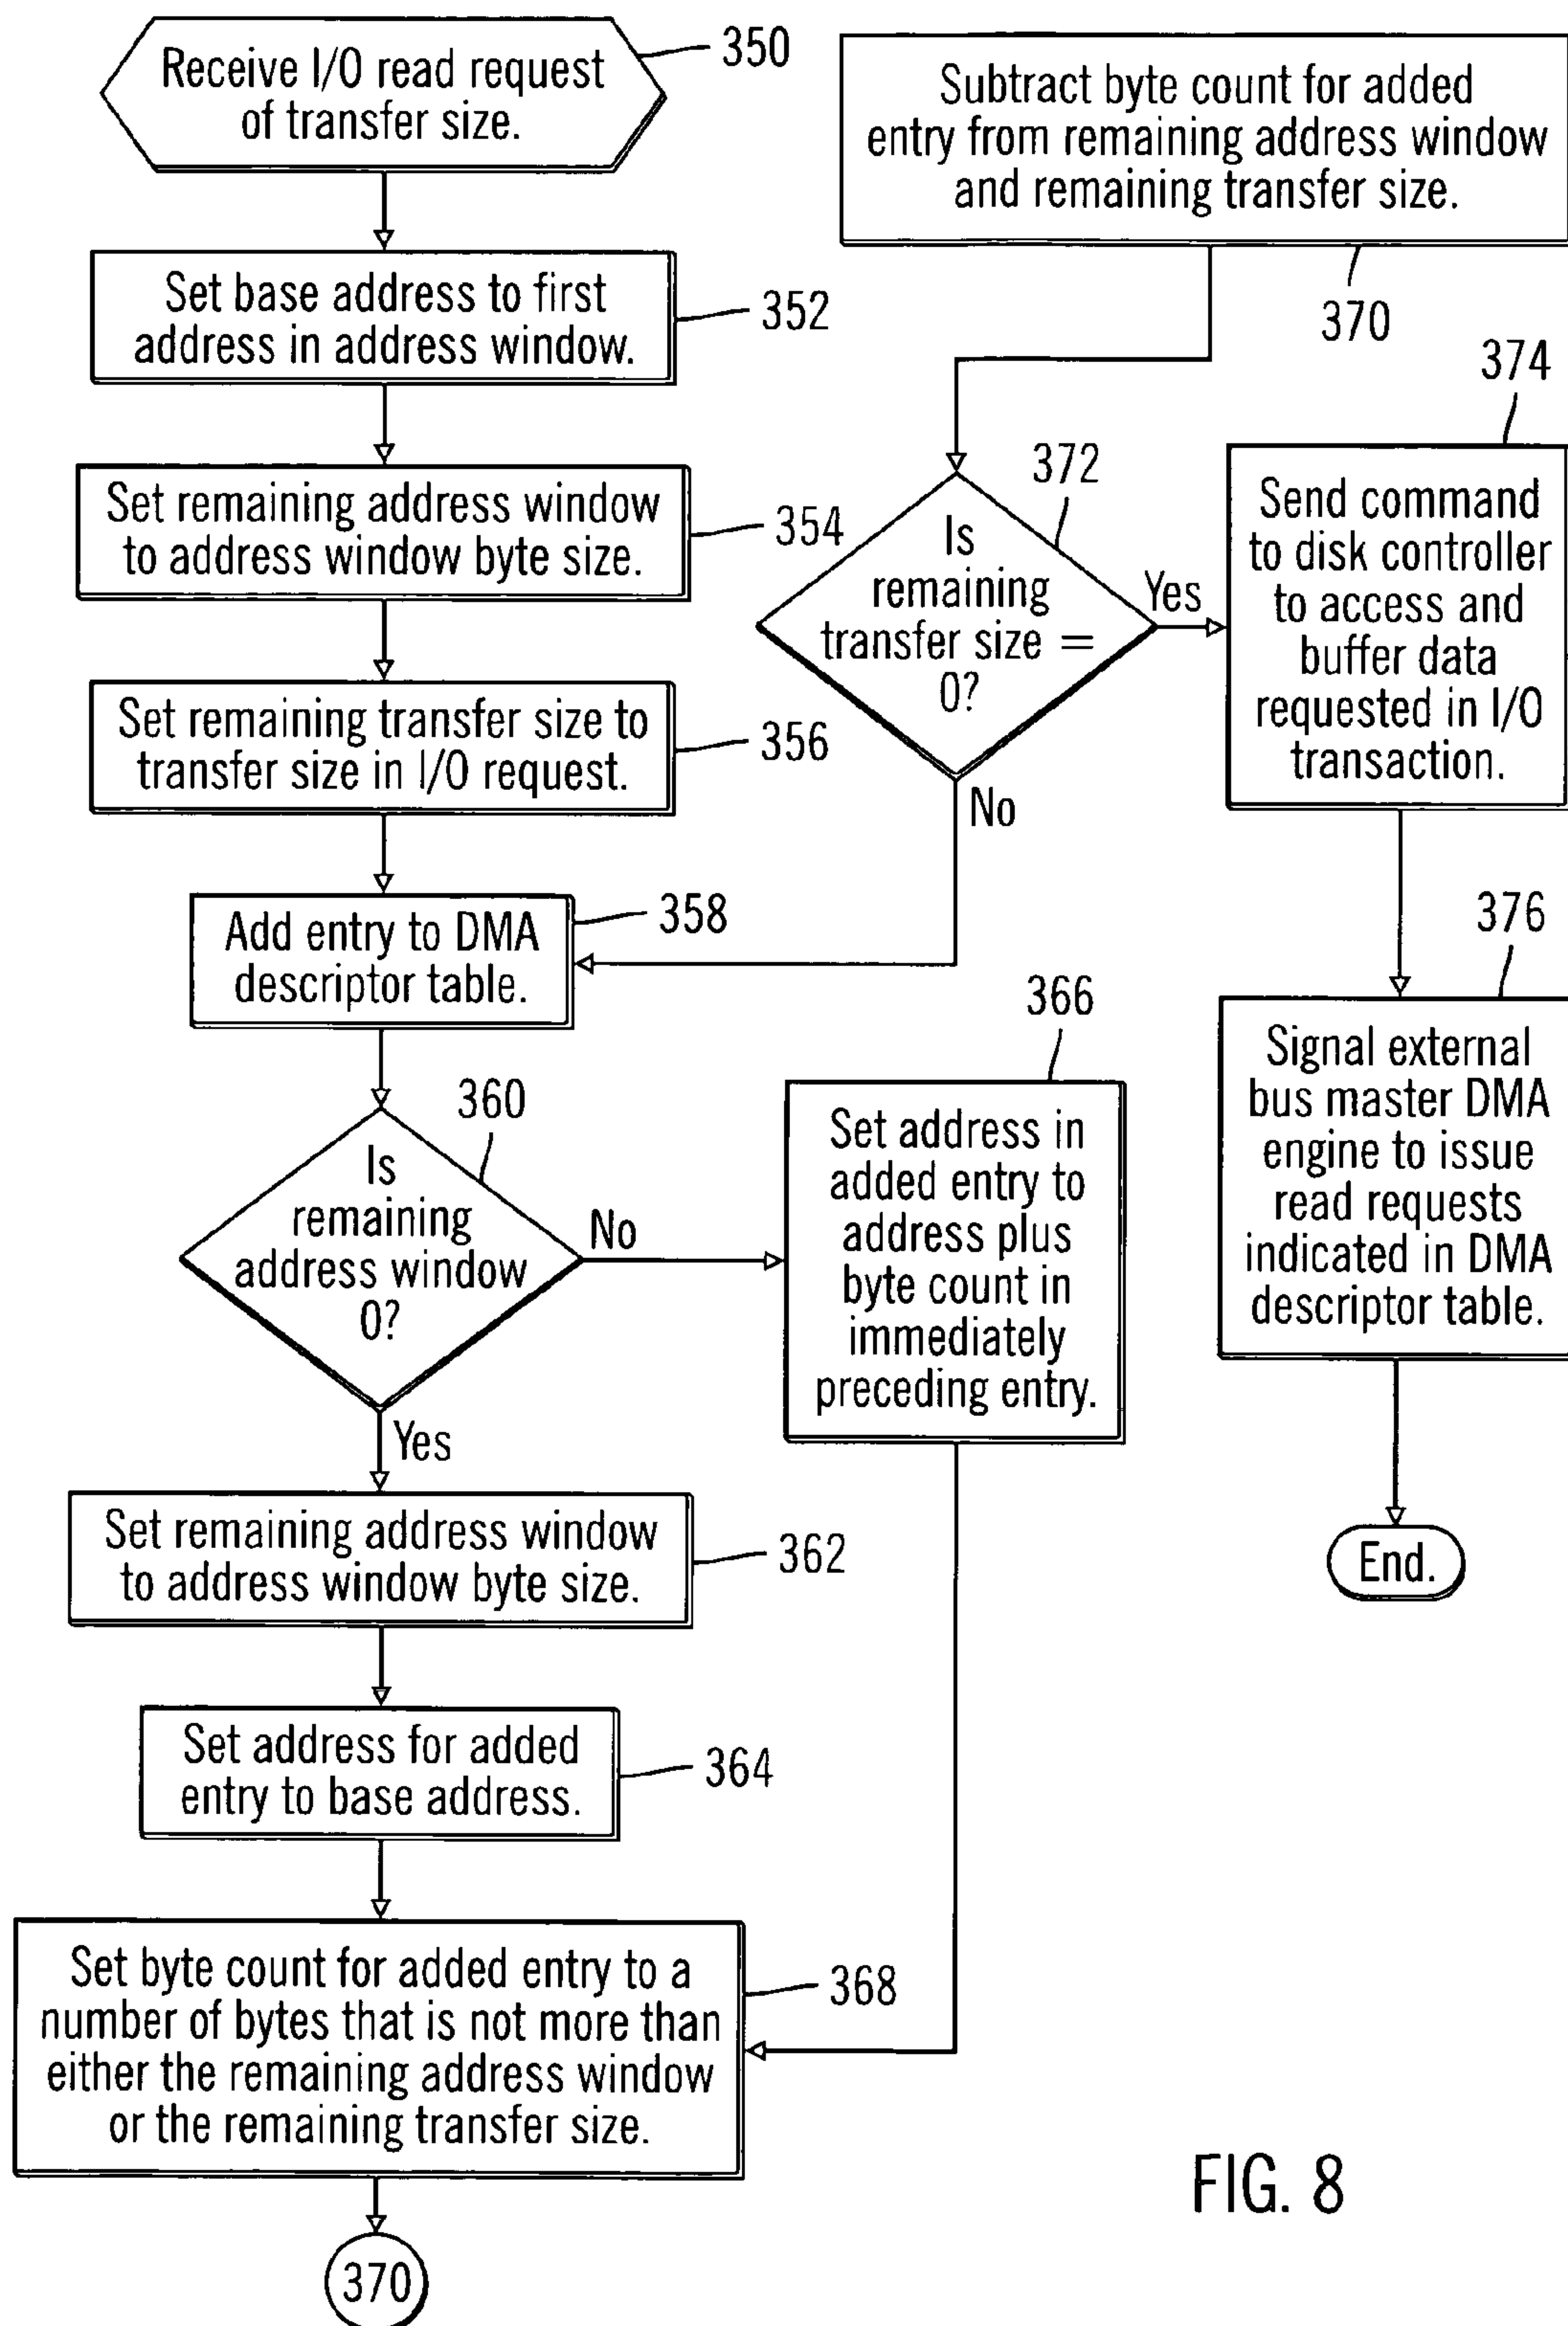 Receive I/O read request
of transfer size.
350
Set base address to first
address in address window.
352
Set remaining address window
to address window byte size.
354
Set remaining transfer size to
transfer size in I/O request.
356
Add entry to DMA
descriptor table.
358
360
Is
remaining
address window
0?
No
Yes
366
Set address in
added entry to
address plus
byte count in
immediately
preceding entry.
Set remaining address window
to address window byte size.
362
Set address for added
entry to base address.
364
Set byte count for added entry to a
number of bytes that is not more than
either the remaining address window
or the remaining transfer size.
368
370
Subtract byte count for added
entry from remaining address window
and remaining transfer size.
370
372
Is
remaining
transfer size =
0?
Yes
No
374
Send command
to disk controller
to access and
buffer data
requested in I/O
transaction.
376
Signal external
bus master DMA
engine to issue
read requests
indicated in DMA
descriptor table.
End.
FIG. 8